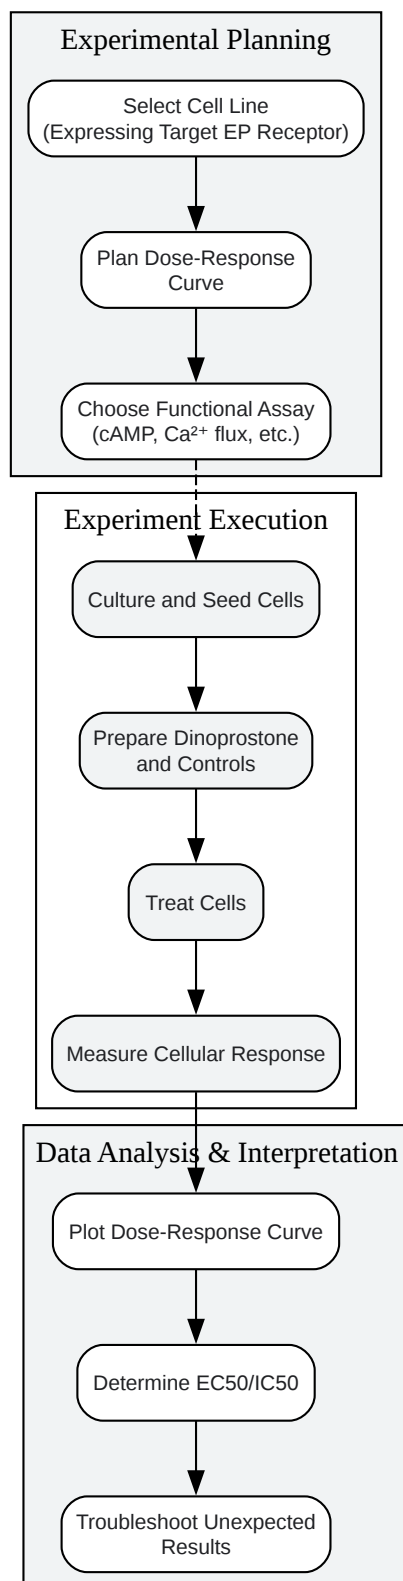 Experimental Planning
Select Cell Line
(Expressing Target EP Receptor)
Plan Dose-Response
Curve
Choose Functional Assay
(cAMP, Ca²⁺ flux, etc.)
Experiment Execution
Culture and Seed Cells
Prepare Dinoprostone
and Controls
Treat Cells
Measure Cellular Response
Data Analysis & Interpretation
Plot Dose-Response Curve
Determine EC50/IC50
Troubleshoot Unexpected
Results